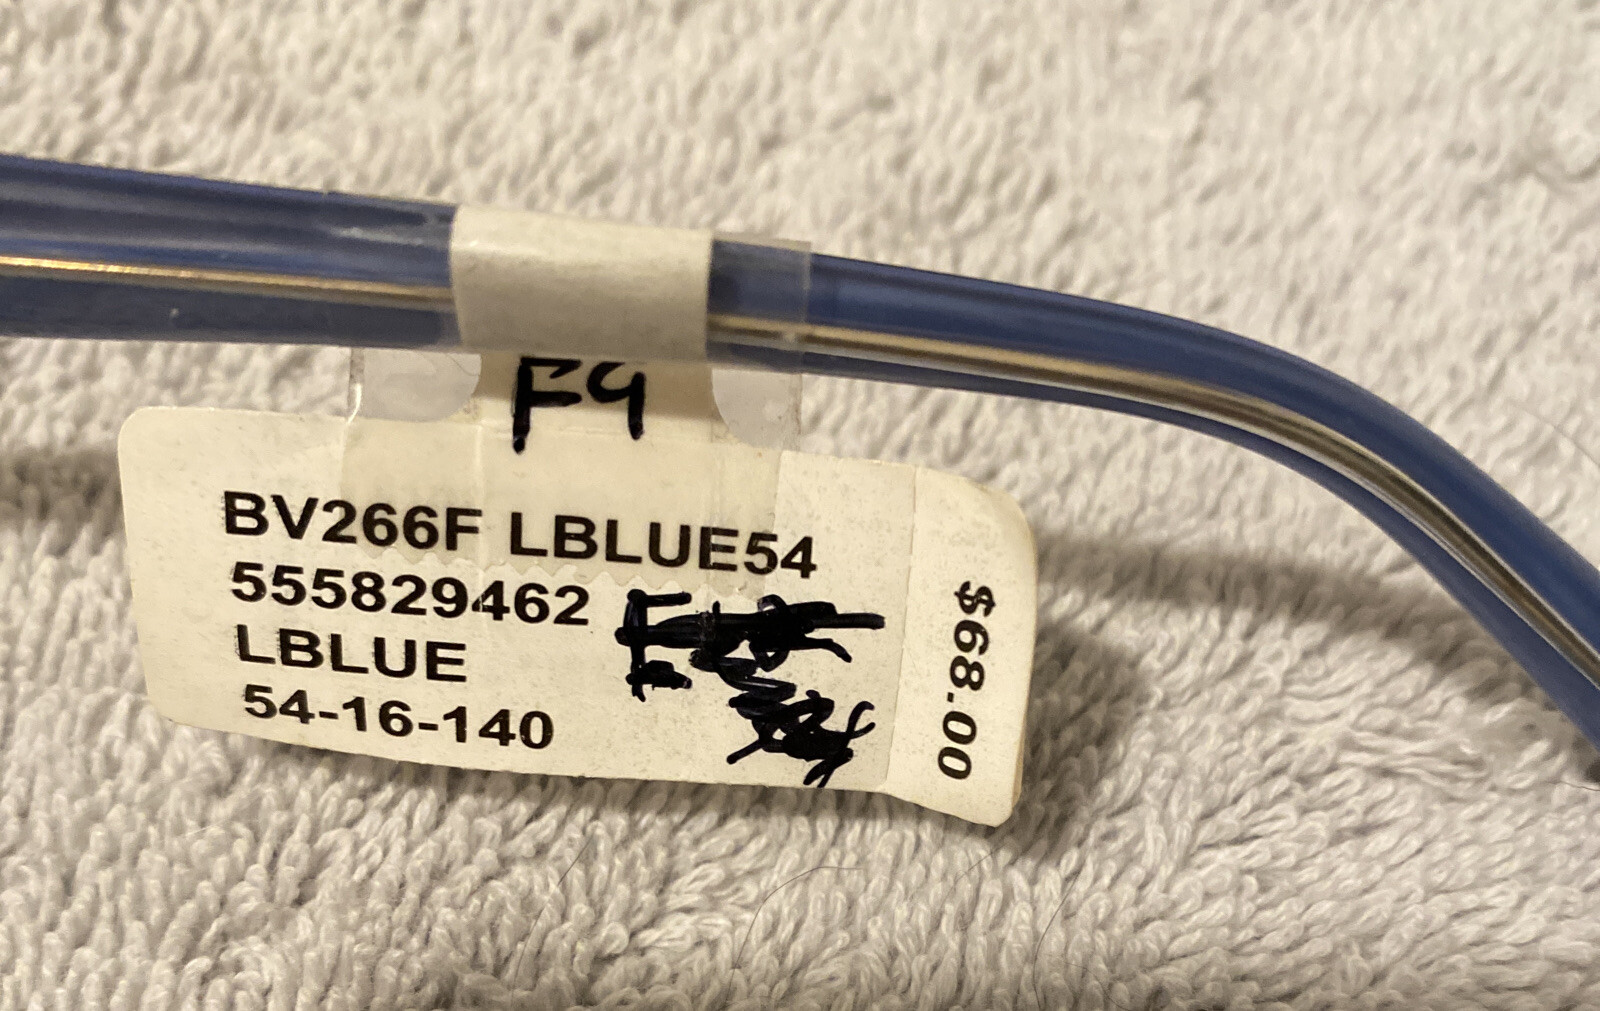 F9
BV266F LBLUE54
555829462
LBLUE
54-16-140
$68.00